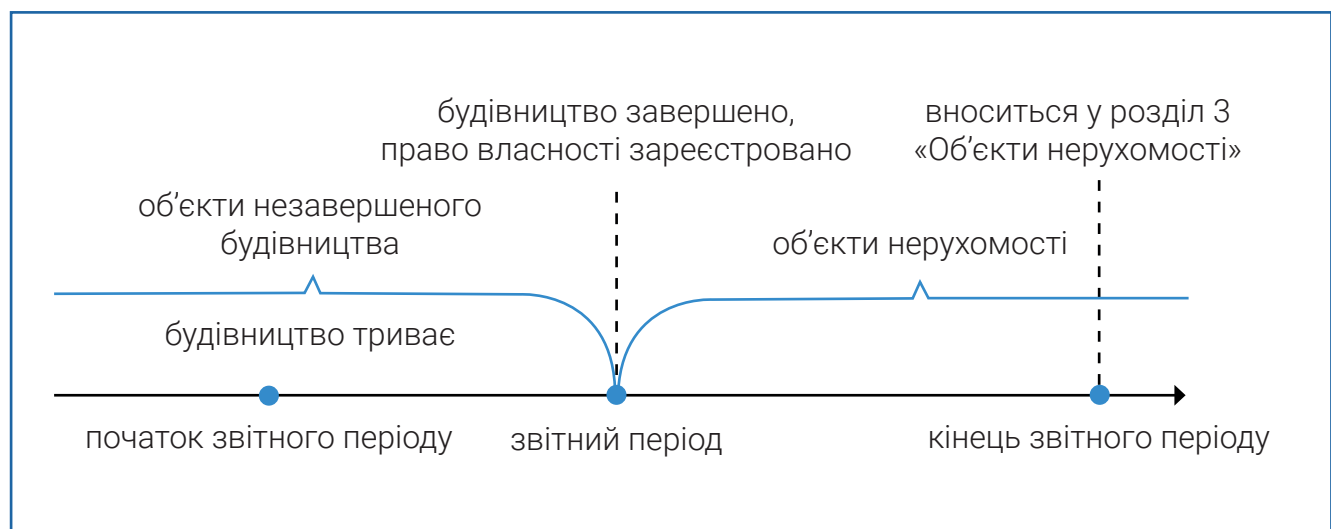 будівництво завершено,
право власності зареєстровано
вноситься у розділ 3
«Об’єкти нерухомості»
об’єкти незавершеного
будівництва
об’єкти нерухомості
будівництво триває
початок звітного періоду
звітний період
кінець звітного періоду